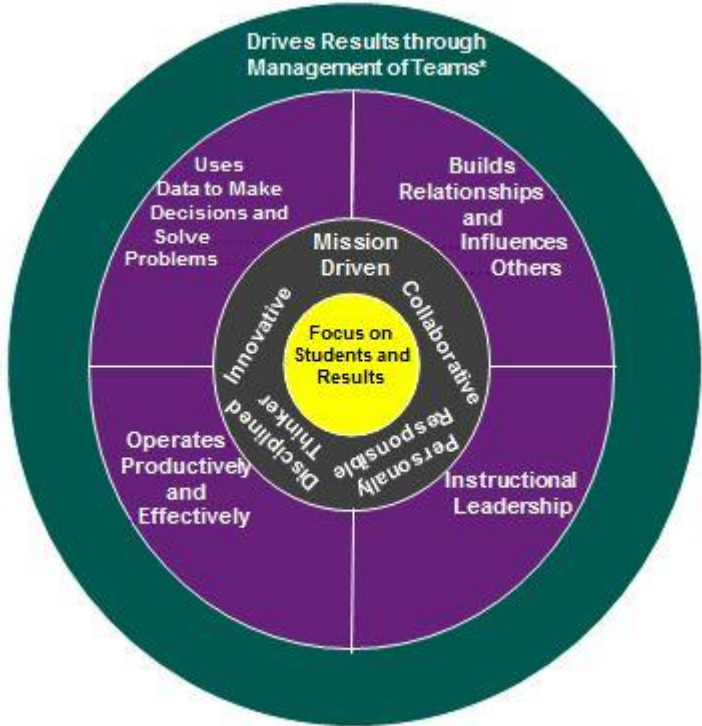 Drives Results through
Management of Teams*
Uses
Data to Make
Decisions and
Solve
Problems
Builds
Relationships
and
Influences
Others
Mission
Driven
Innovative
Collaborative
Focus on
Students and
Results
Disciplined
Thinker
Personally
Responsible
Operates
Productively
and
Effectively
Instructional
Leadership